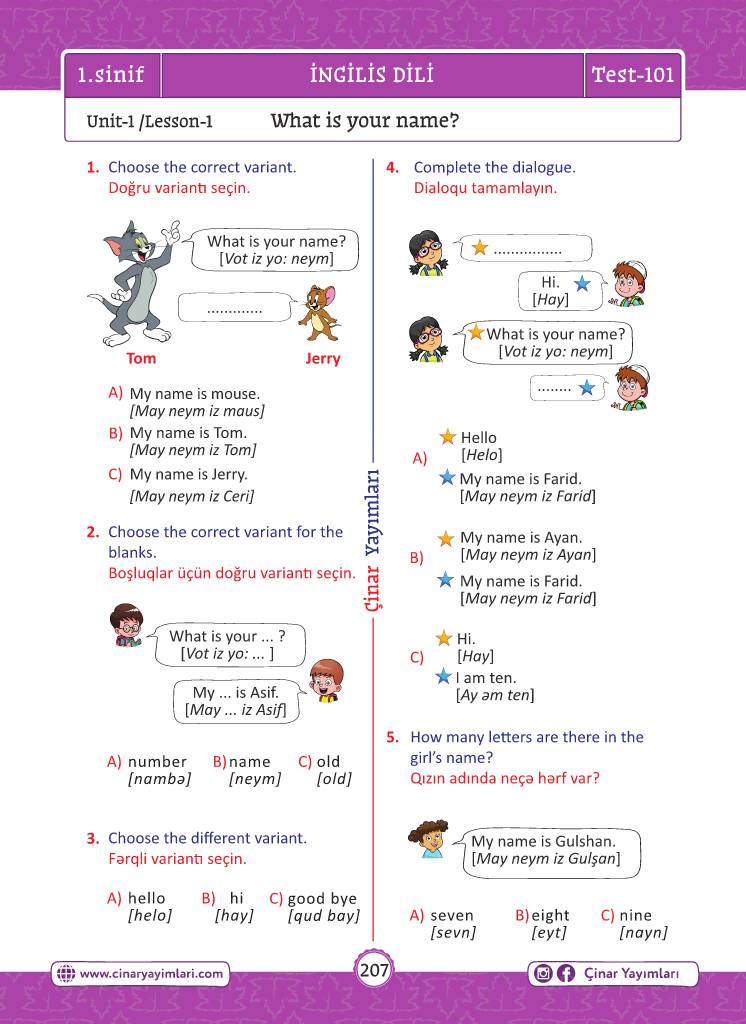 1.sinif
İNGİLİS DİLİ
Test-101
Unit-1 /Lesson-1
What is your name?
1. Choose the correct variant.
Doğru variantı seçin.
What is your name?
[Vot iz yo: neym]
.............
Tom
Jerry
A) My name is mouse.
[May neym iz maus]
B) My name is Tom.
[May neym iz Tom]
C) My name is Jerry.
[May neym iz Ceri]
2. Choose the correct variant for the
blanks.
Boşluqlar üçün doğru variantı seçin.
What is your ... ?
[Vot iz yo: ... ]
My ... is Asif.
[May ... iz Asif]
A) number B) name C) old
[nambə] [neym] [old]
3. Choose the different variant.
Fərqli variantı seçin.
A) hello B) hi C) good bye
[helo] [hay] [qud bay]
Çinar Yayımları
4. Complete the dialogue.
Dialoqu tamamlayın.
................
Hi.
[Hay]
What is your name?
[Vot iz yo: neym]
........
A)
Hello
[Helo]
My name is Farid.
[May neym iz Farid]
B)
My name is Ayan.
[May neym iz Ayan]
My name is Farid.
[May neym iz Farid]
C)
Hi.
[Hay]
I am ten.
[Ay əm ten]
5. How many letters are there in the
girl's name?
Qızın adında neçə hərf var?
My name is Gulshan.
[May neym iz Gulşan]
A) seven B) eight C) nine
[sevn] [eyt] [nayn]
www.cinaryayimlari.com
207
Çinar Yayımları